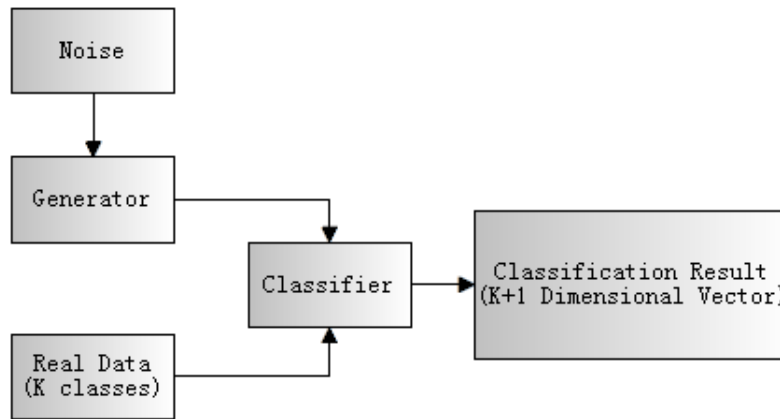 Noise
Generator
Classifier
Classification Result
(K+1 Dimensional Vector)
Real Data
(K classes)